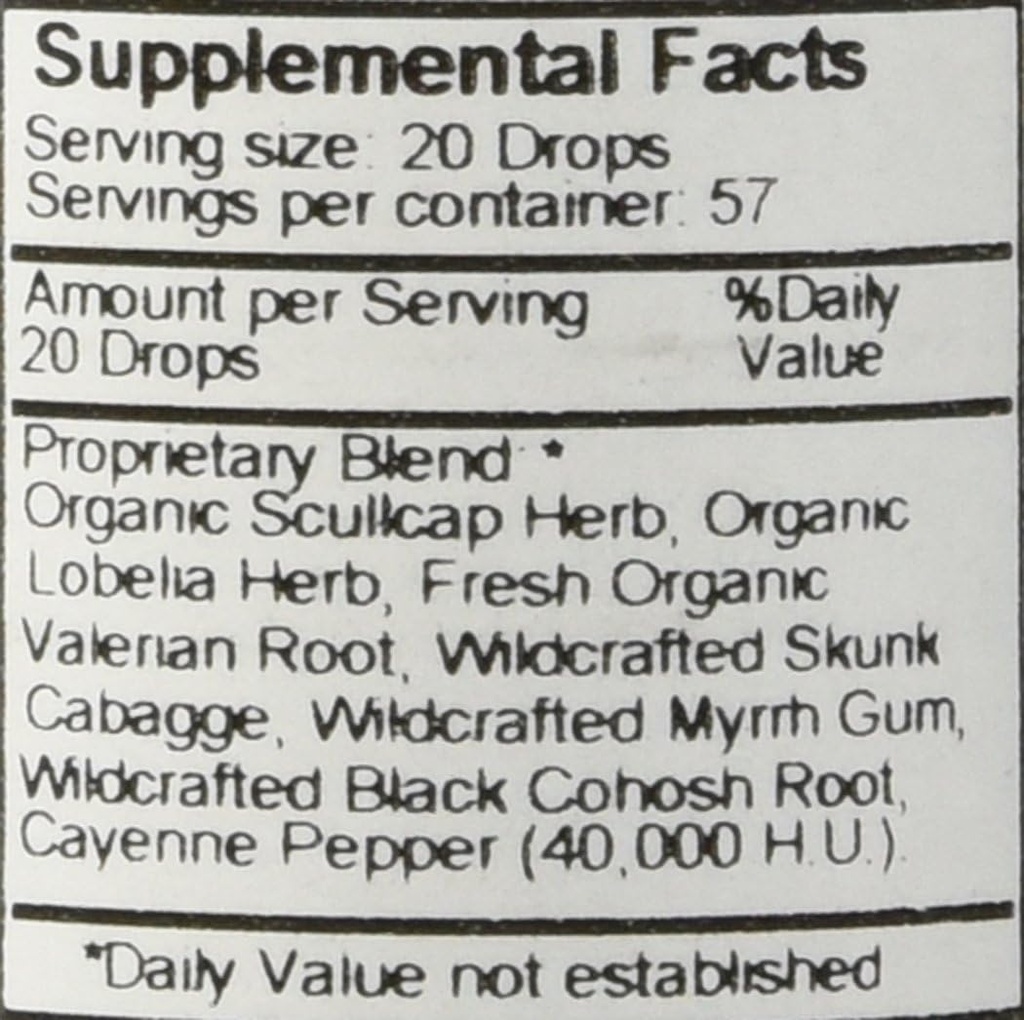 Supplemental Facts
Serving size: 20 Drops
Servings per container: 57
Amount per Serving %Daily
20 Drops Value
Proprietary Blend: *
Organic Scullcap Herb, Organic
Lobelia Herb, Fresh Organic
Valerian Root, Wildcrafted Skunk
Cabagge, Wildcrafted Myrrh Gum,
Wildcrafted Black Cohosh Root,
Cayenne Pepper (40,000 H.U.).
*Daily Value not established